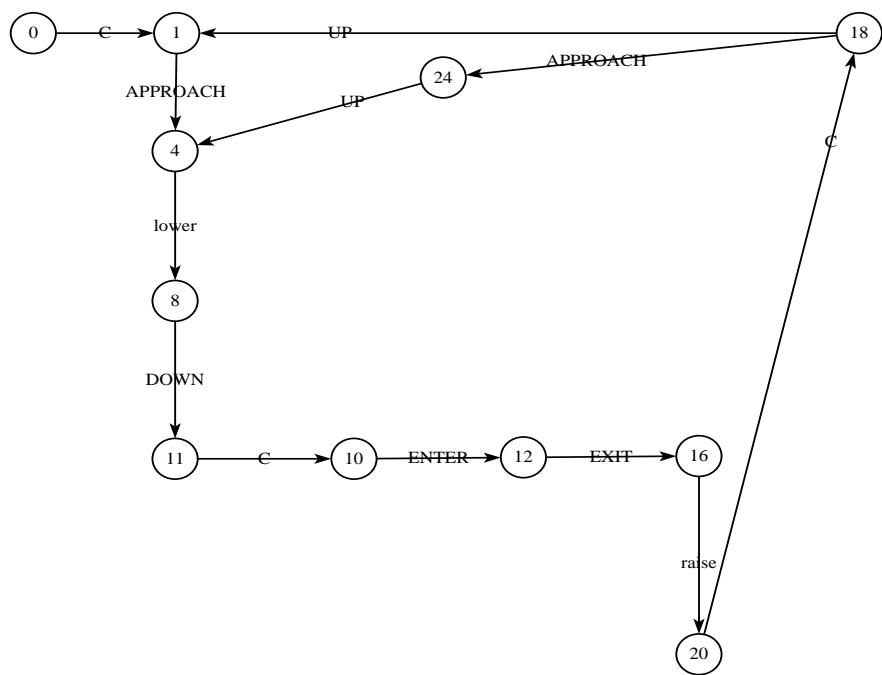 0 C 1 UP 18
24 APPROACH
APPROACH
UP
4
C
lower
8
DOWN
11 C 10 ENTER 12 EXIT 16
raise
20